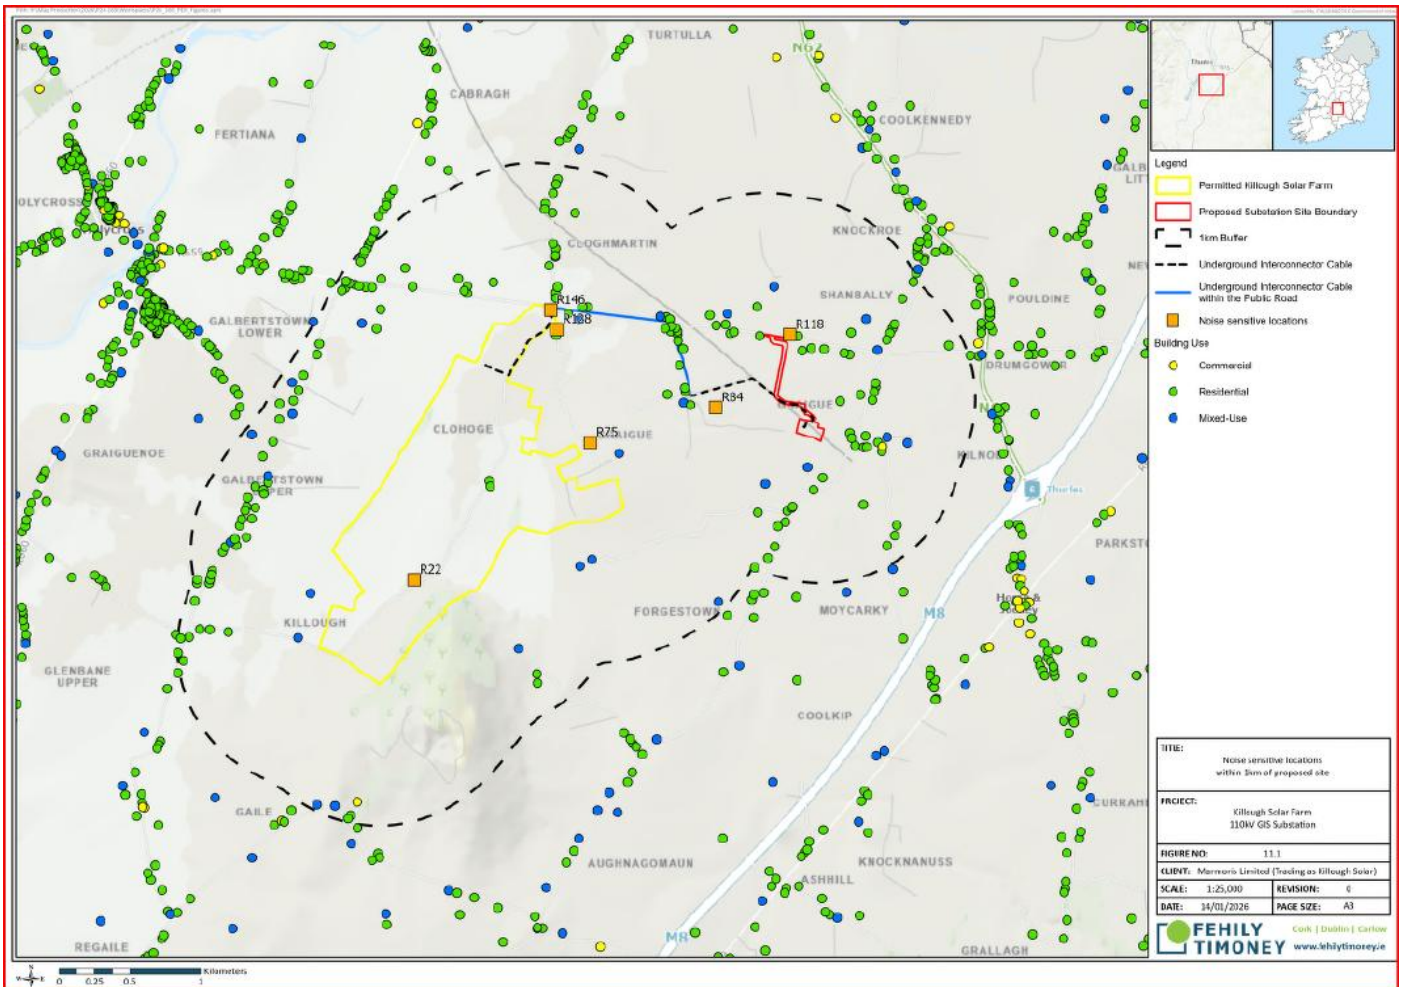 TURTULLA
N62
CABRAGH
FERTIANA
COOLKENNEDY
CLOGHMARTIN
KNOCKROE
SHANBALLY
POULDINE
R146
R118
GALBERTSTOWN
LOWER
DRUMGOWER
R84
R75
CLOHOGE
GRAIGUENOE
Thurles
R22
KILLOUGH
FORGESTOWN
MOYCARKY
M8
GLENBANE
UPPER
COOLKIP
GAILE
AUGHNAGOMAUN
KNOCKNANUSS
ASHHILL
REGAILE
M8
GRALLAGH
Kilometers
0 0.25 0.5 1
Thurles
Legend
Permitted Killough Solar Farm
Proposed Substation Site Boundary
1km Buffer
Underground Interconnector Cable
Underground Interconnector Cable
within the Public Road
Noise sensitive locations
Building Use
Commercial
Residential
Mixed-Use
TITLE:
Noise sensitive locations
within 1km of proposed site
PROJECT:
Killough Solar Farm
110kV GIS Substation
FIGURE NO: 11.1
CLIENT: Marmoris Limited (Trading as Killough Solar)
SCALE: 1:25,000 REVISION: 0
DATE: 14/01/2026 PAGE SIZE: A3
FEHILY
TIMONEY
Cork | Dublin | Carlow
www.fehilytimoney.ie